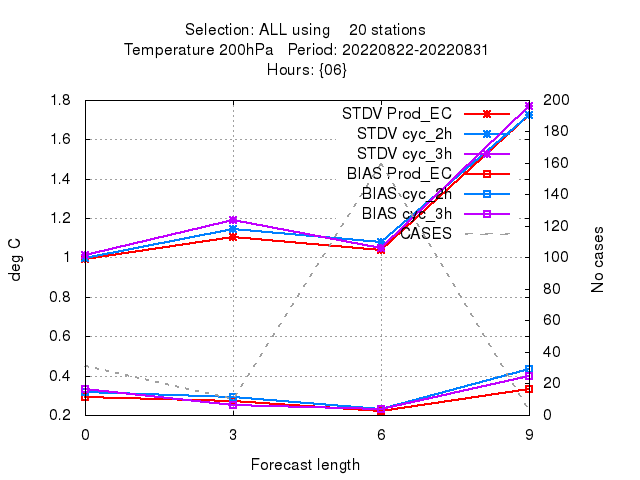 Selection: ALL using 20 stations
Temperature 200hPa Period: 20220822-20220831
Hours: {06}
1.8 200
STDV Prod_EC
180
1.6 STDV cyc_2h
160
STDV cyc_3h
1.4 BIAS Prod_EC
140
BIAS cyc_2h
1.2 BIAS cyc_3h 120
CASES
deg C 1 100 No cases
0.8 80
60
0.6
40
0.4
20
0.2 0
0 3 6 9
Forecast length